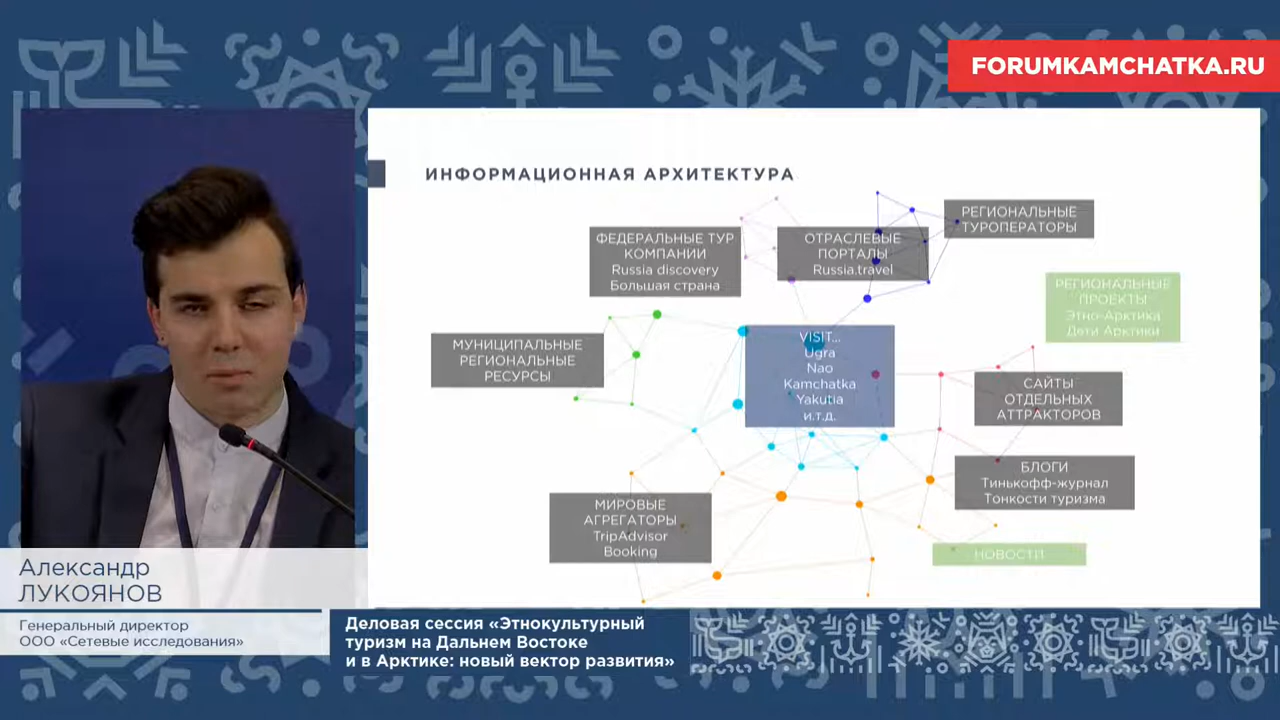 FORUMKAMCHATKA.RU
ИНФОРМАЦИОННАЯ АРХИТЕКТУРА
РЕГИОНАЛЬНЫЕ
ТУРОПЕРАТОРЫ
ФЕДЕРАЛЬНЫЕ ТУР
КОМПАНИИ
Russia discovery
Большая страна
ОТРАСЛЕВЫЕ
ПОРТАЛЫ
Russia.travel
РЕГИОНАЛЬНЫЕ
ПРОЕКТЫ
Этно-Арктика
Дети Арктики
МУНИЦИПАЛЬНЫЕ
РЕГИОНАЛЬНЫЕ
РЕСУРСЫ
VISIT...
Ugra
Nao
Kamchatka
Yakutia
и.т.д.
САЙТЫ
ОТДЕЛЬНЫХ
АТТРАКТОРОВ
БЛОГИ
Тинькофф-журнал
Тонкости туризма
МИРОВЫЕ
АГРЕГАТОРЫ
TripAdvisor
Booking
НОВОСТИ
Александр
ЛУКОЯНОВ
Генеральный директор
ООО «Сетевые исследования»
Деловая сессия «Этнокультурный
туризм на Дальнем Востоке
и в Арктике: новый вектор развития»